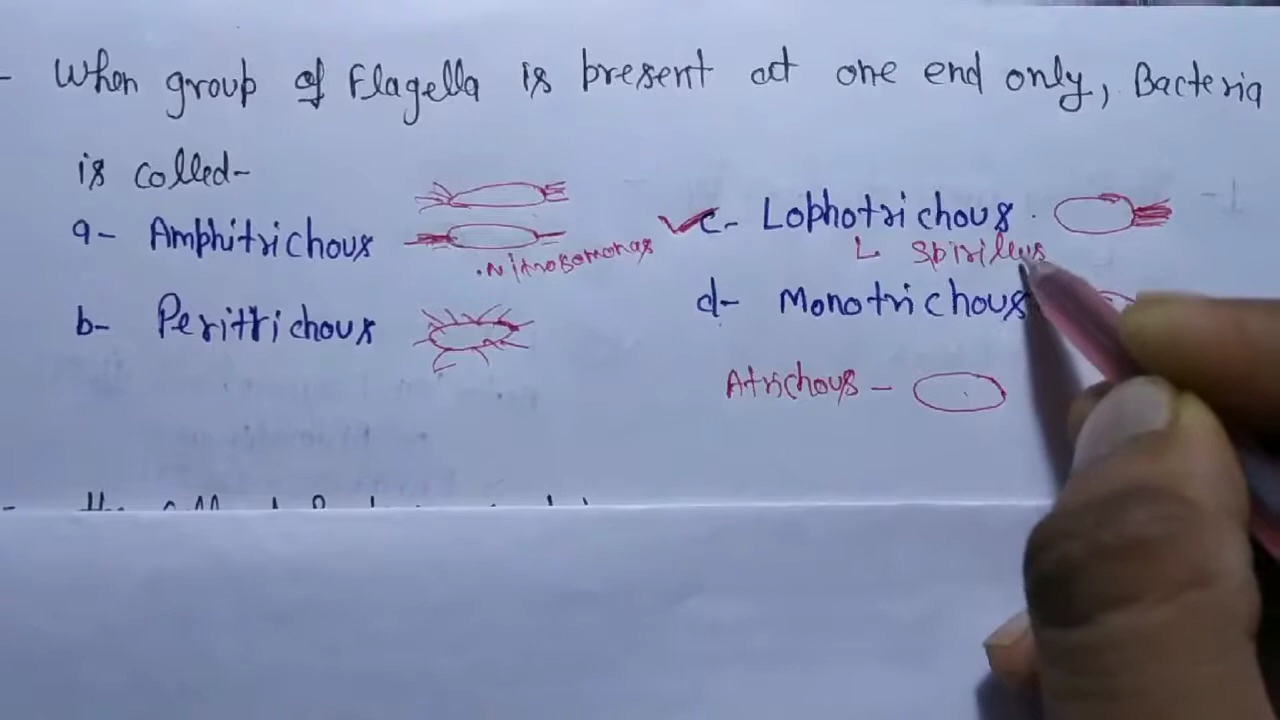 - When group of Flagella is present at one end only, Bacteria
is colled-
a- Amphitrichous
.Nitrosomonas
b- Peritrichous
c- Lophotrichous .
Spirillus
d- Monotrichous
Atrichous -